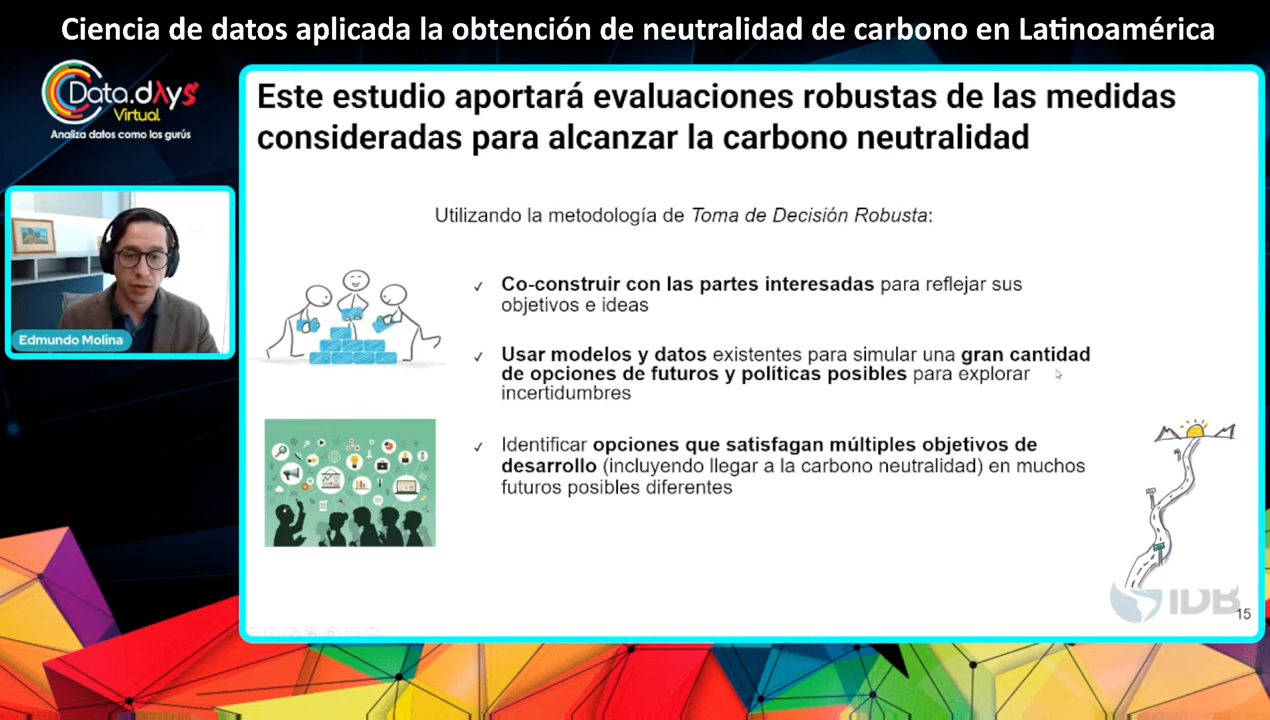 Ciencia de datos aplicada la obtención de neutralidad de carbono en Latinoamérica
Data.dAys
Virtual
Analiza datos como los gurús
Edmundo Molina
Este estudio aportará evaluaciones robustas de las medidas
consideradas para alcanzar la carbono neutralidad
Utilizando la metodología de Toma de Decisión Robusta:
✓ Co-construir con las partes interesadas para reflejar sus
objetivos e ideas
✓ Usar modelos y datos existentes para simular una gran cantidad
de opciones de futuros y políticas posibles para explorar
incertidumbres
✓ Identificar opciones que satisfagan múltiples objetivos de
desarrollo (incluyendo llegar a la carbono neutralidad) en muchos
futuros posibles diferentes
IDB
15